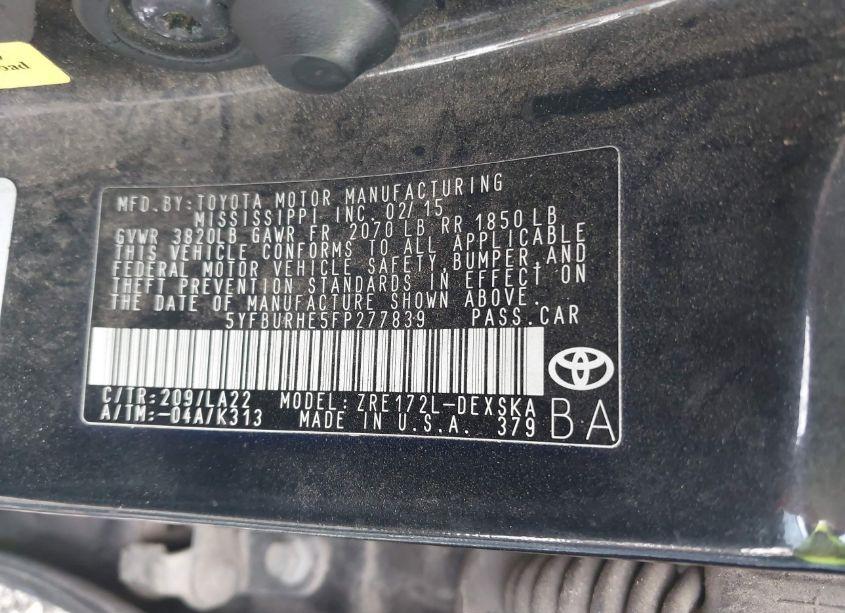 oad
MFD.BY:TOYOTA MOTOR MANUFACTURING
MISSISSIPPI, INC. 02/15
GVWR 3820LB GAWR FR 2070 LB RR 1850 LB
THIS VEHICLE CONFORMS TO ALL APPLICABLE
FEDERAL MOTOR VEHICLE SAFETY,BUMPER,AND
THEFT PREVENTION STANDARDS IN EFFECT ON
THE DATE OF MANUFACTURE SHOWN ABOVE.
5YFBURHE5FP277839 PASS.CAR
C/TR:209/LA22 MODEL: ZRE172L-DEXSKA
A/TM:-04A/K313 MADE IN U.S.A. 379 BA